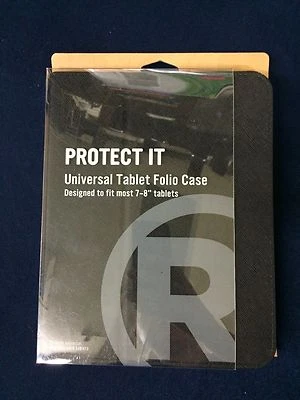 PROTECT IT
Universal Tablet Folio Case
Designed to fit most 7-8" tablets
R